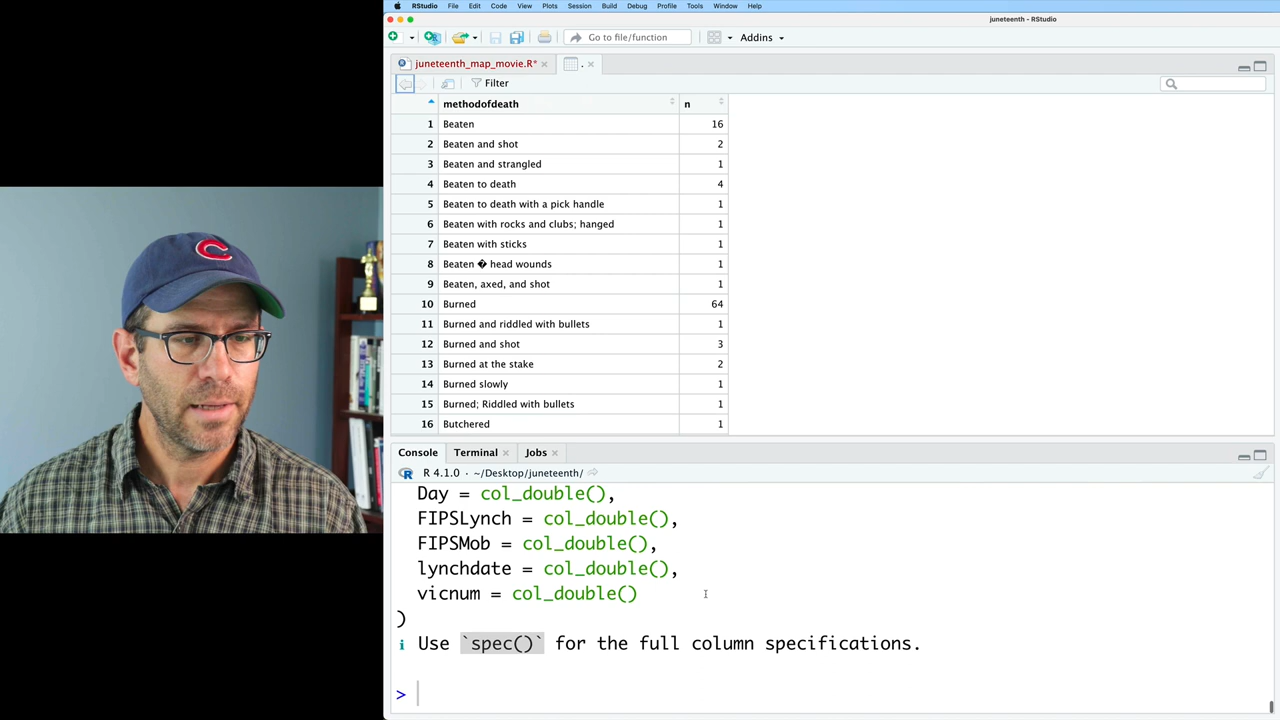 RStudio File Edit Code View Plots Session Build Debug Profile Tools Window Help
juneteenth - RStudio
Go to file/function Addins
juneteenth_map_movie.R* .
Filter
methodofdeath n
1 Beaten 16
2 Beaten and shot 2
3 Beaten and strangled 1
4 Beaten to death 4
5 Beaten to death with a pick handle 1
6 Beaten with rocks and clubs; hanged 1
7 Beaten with sticks 1
8 Beaten � head wounds 1
9 Beaten, axed, and shot 1
10 Burned 64
11 Burned and riddled with bullets 1
12 Burned and shot 3
13 Burned at the stake 2
14 Burned slowly 1
15 Burned; Riddled with bullets 1
16 Butchered 1
C
Console Terminal Jobs
R 4.1.0 · ~/Desktop/juneteenth/
Day = col_double(),
FIPSLynch = col_double(),
FIPSMob = col_double(),
lynchdate = col_double(),
vicnum = col_double()
)
i Use `spec()` for the full column specifications.
>